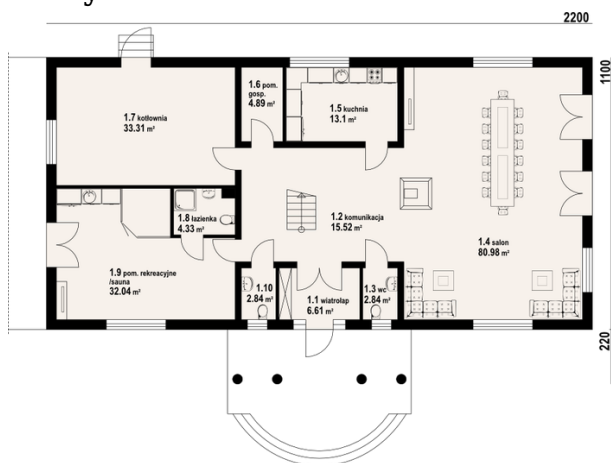 2200
1100
1.6 pom.
gosp.
4.89 m²
1.5 kuchnia
13.1 m²
1.7 kotłownia
33.31 m²
1.8 łazienka
4.33 m²
1.2 komunikacja
15.52 m²
1.4 salon
80.98 m²
1.9 pom. rekreacyjne
/sauna
32.04 m²
1.10
2.84 m²
1.1 wiatrołap
6.61 m²
1.3 wc
2.84 m²
220